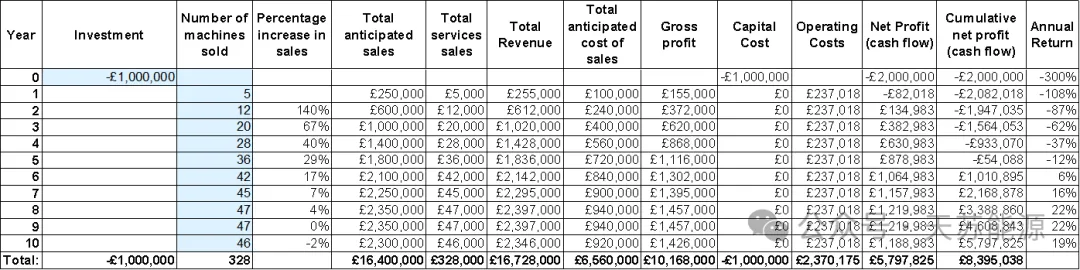 Year Investment Number of machines sold Percentage increase in sales Total anticipated sales Total services sales Total Revenue Total anticipated cost of sales Gross profit Capital Cost Operating Costs Net Profit (cash flow) Cumulative net profit (cash flow) Annual Return
0 -£1,000,000 -£1,000,000 -£2,000,000 -£2,000,000 -300%
1 5 £250,000 £5,000 £255,000 £100,000 £155,000 £0 £237,018 -£82,018 -£2,082,018 -108%
2 12 140% £600,000 £12,000 £612,000 £240,000 £372,000 £0 £237,018 £134,983 -£1,947,035 -87%
3 20 67% £1,000,000 £20,000 £1,020,000 £400,000 £620,000 £0 £237,018 £382,983 -£1,564,053 -62%
4 28 40% £1,400,000 £28,000 £1,428,000 £560,000 £868,000 £0 £237,018 £630,983 -£933,070 -37%
5 36 29% £1,800,000 £36,000 £1,836,000 £720,000 £1,116,000 £0 £237,018 £878,983 -£54,088 -12%
6 42 17% £2,100,000 £42,000 £2,142,000 £840,000 £1,302,000 £0 £237,018 £1,064,983 £1,010,895 6%
7 45 7% £2,250,000 £45,000 £2,295,000 £900,000 £1,395,000 £0 £237,018 £1,157,983 £2,168,878 16%
8 47 4% £2,350,000 £47,000 £2,397,000 £940,000 £1,457,000 £0 £237,018 £1,219,983 £3,388,860 22%
9 47 0% £2,350,000 £47,000 £2,397,000 £940,000 £1,457,000 £0 £237,018 £1,219,983 £4,608,843 22%
10 46 -2% £2,300,000 £46,000 £2,346,000 £920,000 £1,426,000 £0 £237,018 £1,188,983 £5,797,825 19%
Total: -£1,000,000 328 £16,400,000 £328,000 £16,728,000 £6,560,000 £10,168,000 -£1,000,000 £2,370,175 £5,797,825 £8,395,038
公众号 · 天苏能源